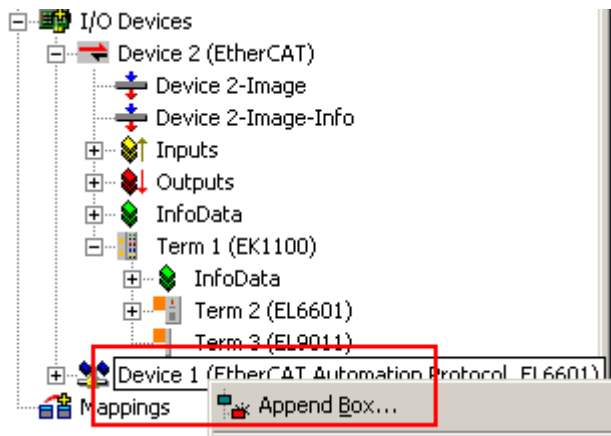 I/O Devices
Device 2 (EtherCAT)
Device 2-Image
Device 2-Image-Info
Inputs
Outputs
InfoData
Term 1 (EK1100)
InfoData
Term 2 (EL6601)
Term 3 (EL9011)
Device 1 (EtherCAT Automation Protocol, EL6601)
Mappings
Append Box...